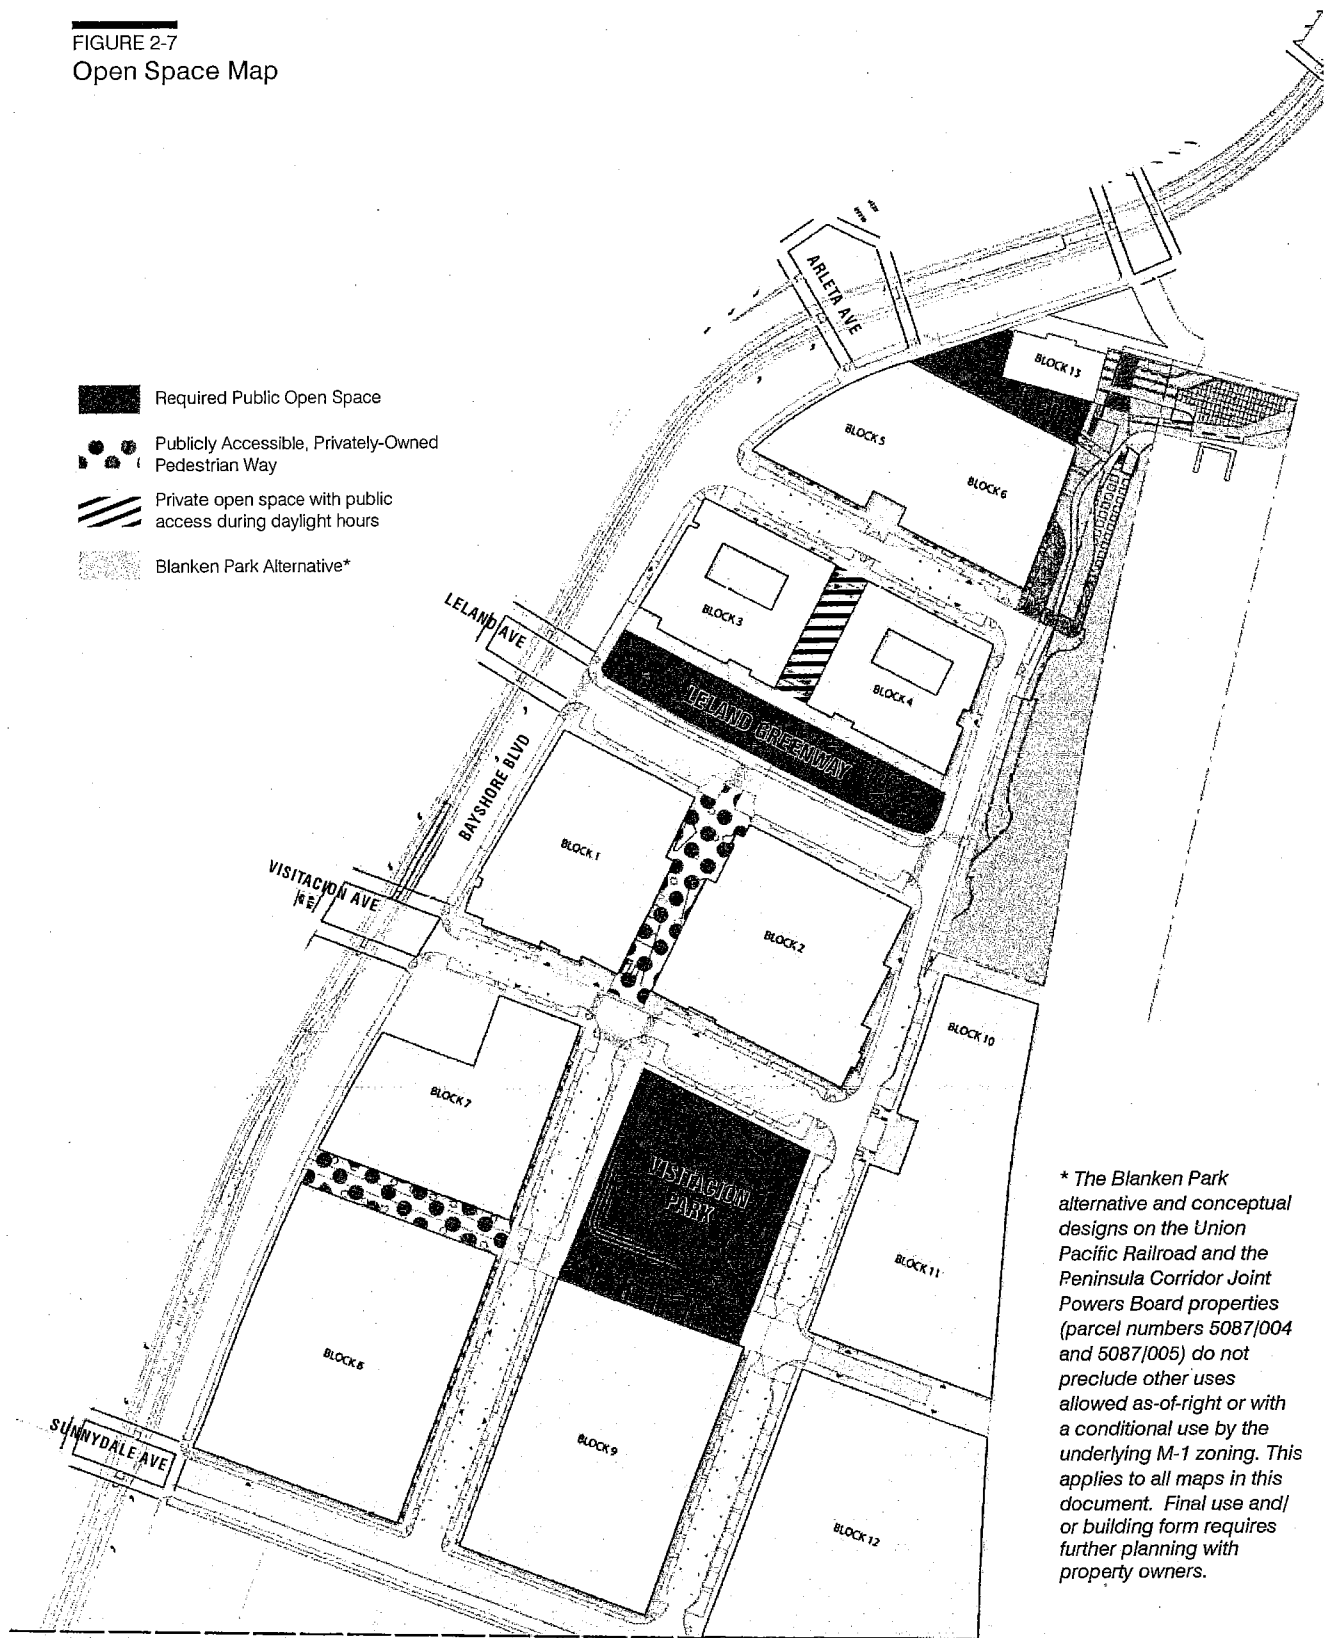 FIGURE 2-7
Open Space Map
ARLETA AVE
BLOCK 13
Required Public Open Space
Publicly Accessible, Privately-Owned
Pedestrian Way
Private open space with public
access during daylight hours
Blanken Park Alternative*
BLOCK 5
BLOCK 6
LELAND AVE
BLOCK 3
BLOCK 4
LELAND GREENWAY
BAYSHORE BLVD
BLOCK 1
VISITACION AVE
BLOCK 2
BLOCK 10
BLOCK 7
VISITACION
PARK
BLOCK 11
BLOCK 8
SUNNYDALE AVE
BLOCK 9
BLOCK 12
* The Blanken Park
alternative and conceptual
designs on the Union
Pacific Railroad and the
Peninsula Corridor Joint
Powers Board properties
(parcel numbers 5087/004
and 5087/005) do not
preclude other uses
allowed as-of-right or with
a conditional use by the
underlying M-1 zoning. This
applies to all maps in this
document. Final use and/
or building form requires
further planning with
property owners.